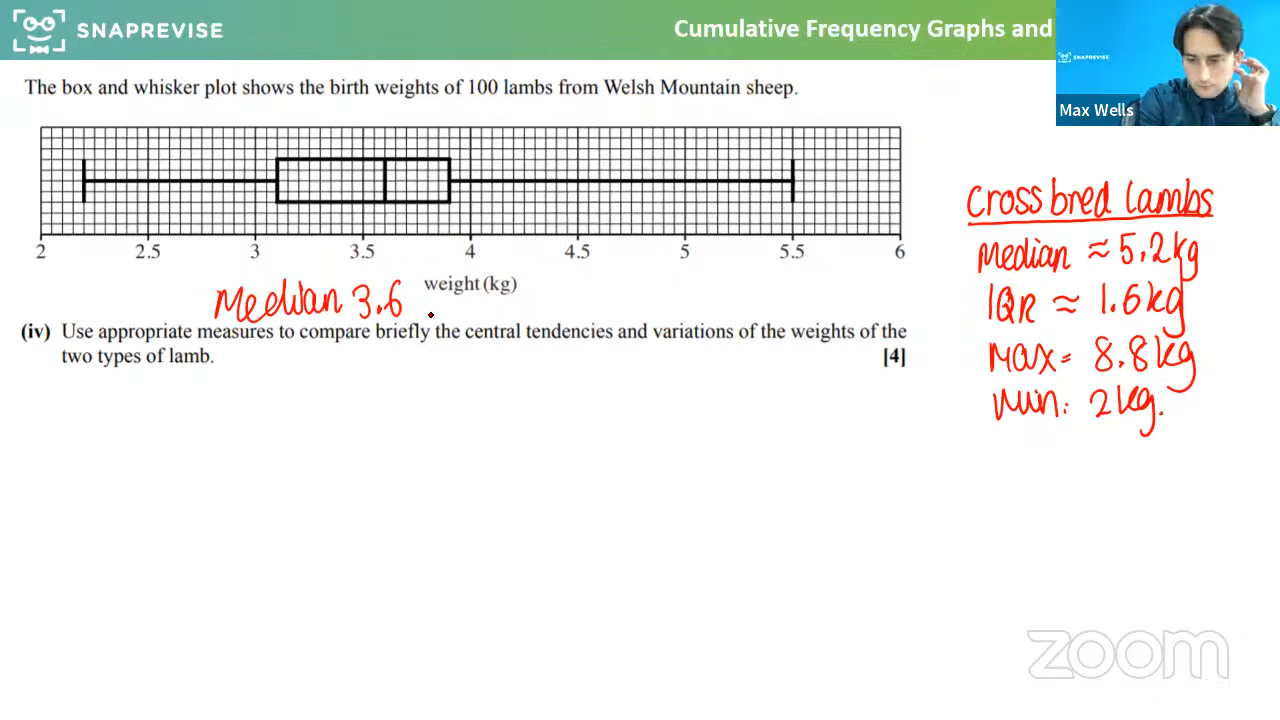 SNAPREVISE
Cumulative Frequency Graphs and
SNAPREVISE
Max Wells
The box and whisker plot shows the birth weights of 100 lambs from Welsh Mountain sheep.
2 2.5 3 3.5 4 4.5 5 5.5 6
weight (kg)
Median 3.6
(iv) Use appropriate measures to compare briefly the central tendencies and variations of the weights of the
two types of lamb. [4]
Crossbred Lambs
Median ≈ 5.2kg
IQR ≈ 1.6kg
Max = 8.8kg
Min: 2kg.
zoom